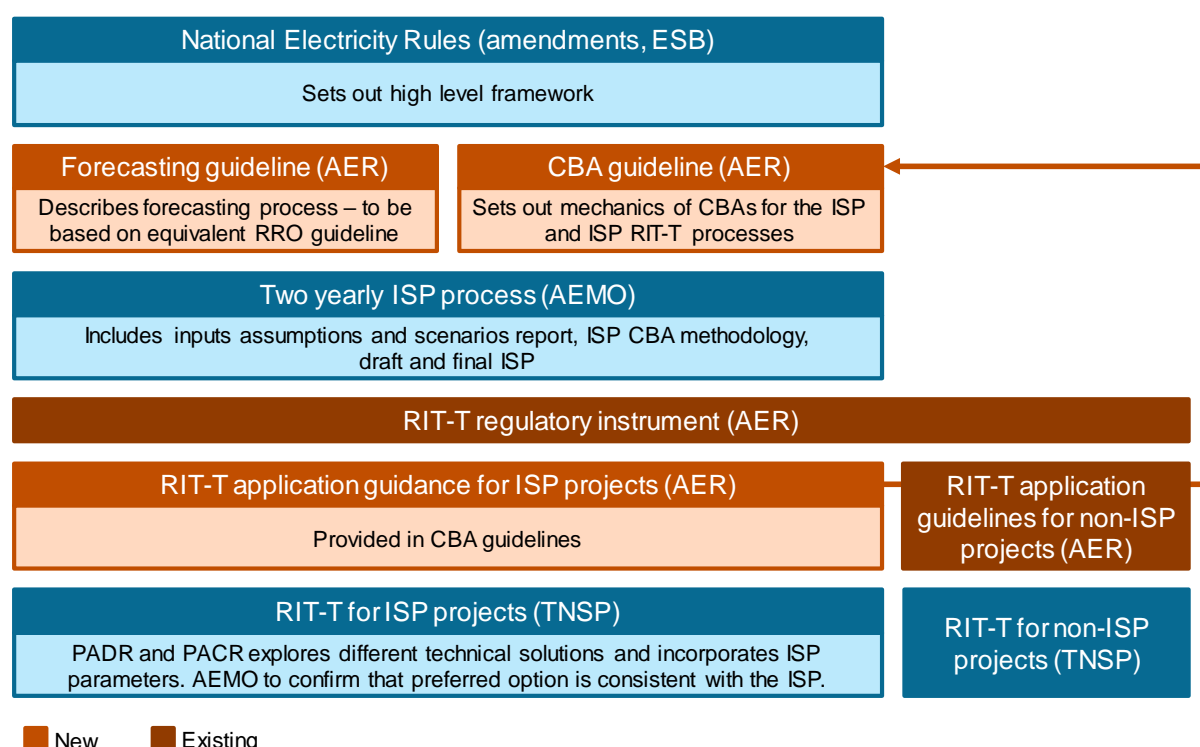 National Electricity Rules (amendments, ESB)
Sets out high level framework
Forecasting guideline (AER)
Describes forecasting process – to be
based on equivalent RRO guideline
CBA guideline (AER)
Sets out mechanics of CBAs for the ISP
and ISP RIT-T processes
Two yearly ISP process (AEMO)
Includes inputs assumptions and scenarios report, ISP CBA methodology,
draft and final ISP
RIT-T regulatory instrument (AER)
RIT-T application guidance for ISP projects (AER)
Provided in CBA guidelines
RIT-T application
guidelines for non-ISP
projects (AER)
RIT-T for ISP projects (TNSP)
PADR and PACR explores different technical solutions and incorporates ISP
parameters. AEMO to confirm that preferred option is consistent with the ISP.
RIT-T for non-ISP
projects (TNSP)
New
Existing